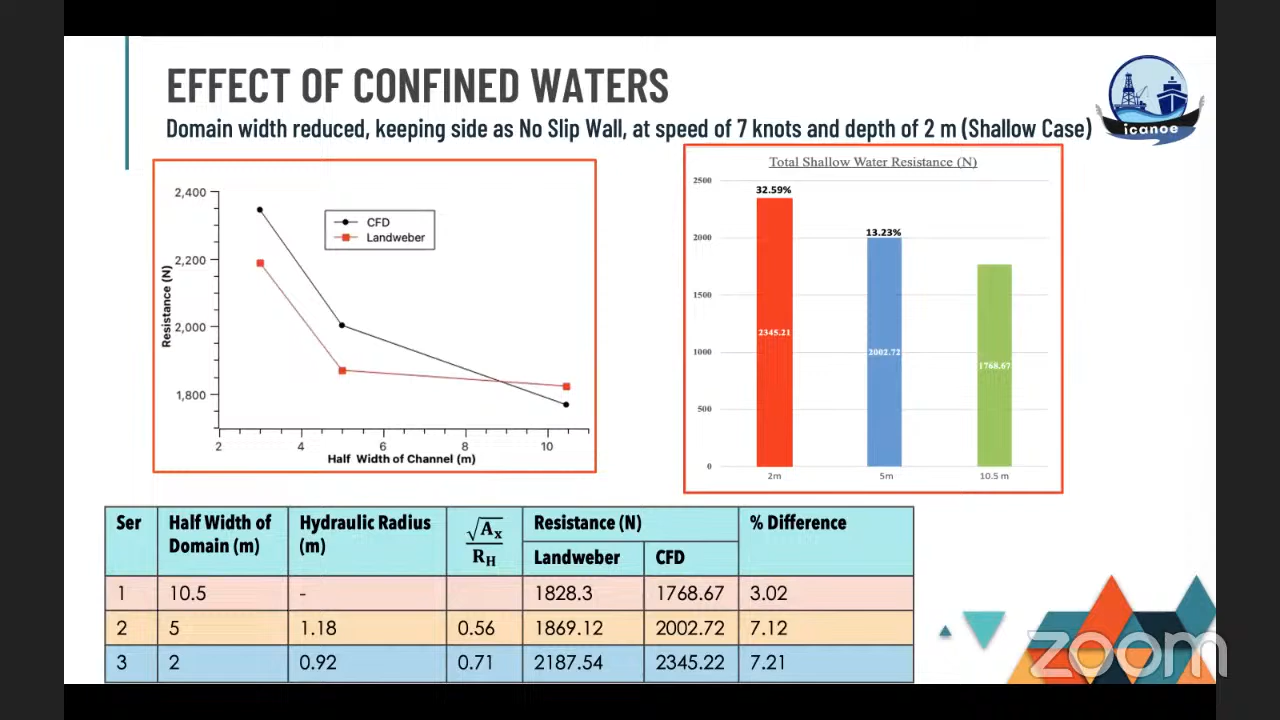 EFFECT OF CONFINED WATERS
Domain width reduced, keeping side as No Slip Wall, at speed of 7 knots and depth of 2 m (Shallow Case)
icanoe
2,400
2,200
2,000
1,800
Resistance (N)
CFD
Landweber
2 4 6 8 10
Half Width of Channel (m)
Total Shallow Water Resistance (N)
2500
2000
1500
1000
500
0
32.59%
13.23%
2345.21
2002.72
1768.67
2m 5m 10.5 m
Ser Half Width of Domain (m) Hydraulic Radius (m) √Ax / RH Resistance (N) % Difference
Landweber CFD
1 10.5 - 1828.3 1768.67 3.02
2 5 1.18 0.56 1869.12 2002.72 7.12
3 2 0.92 0.71 2187.54 2345.22 7.21
zoom